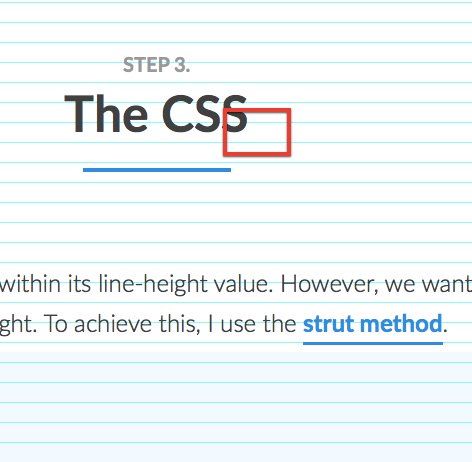 STEP 3.
The CSS
within its line-height value. However, we want
ght. To achieve this, I use the strut method.